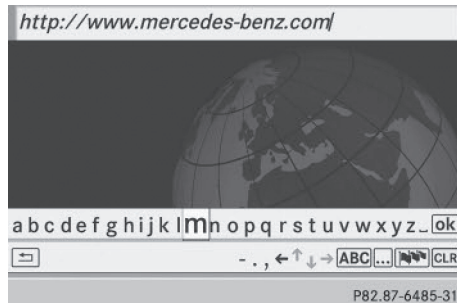 http://www.mercedes-benz.com
a b c d e f g h i j k l m n o p q r s t u v w x y z _ ok
- . , ← ↑ ↓ → ABC ... CLR
P82.87-6485-31